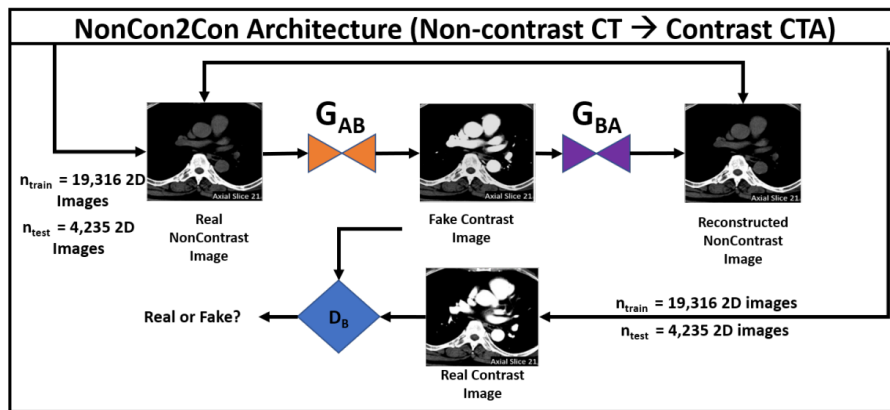 NonCon2Con Architecture (Non-contrast CT → Contrast CTA)
G_AB
G_BA
Axial Slice 21
Axial Slice 21
Axial Slice 21
n_train = 19,316 2D
Images
n_test = 4,235 2D
Images
Real
NonContrast
Image
Fake Contrast
Image
Reconstructed
NonContrast
Image
Real or Fake?
D_B
n_train = 19,316 2D images
n_test = 4,235 2D images
Axial Slice 21
Real Contrast
Image